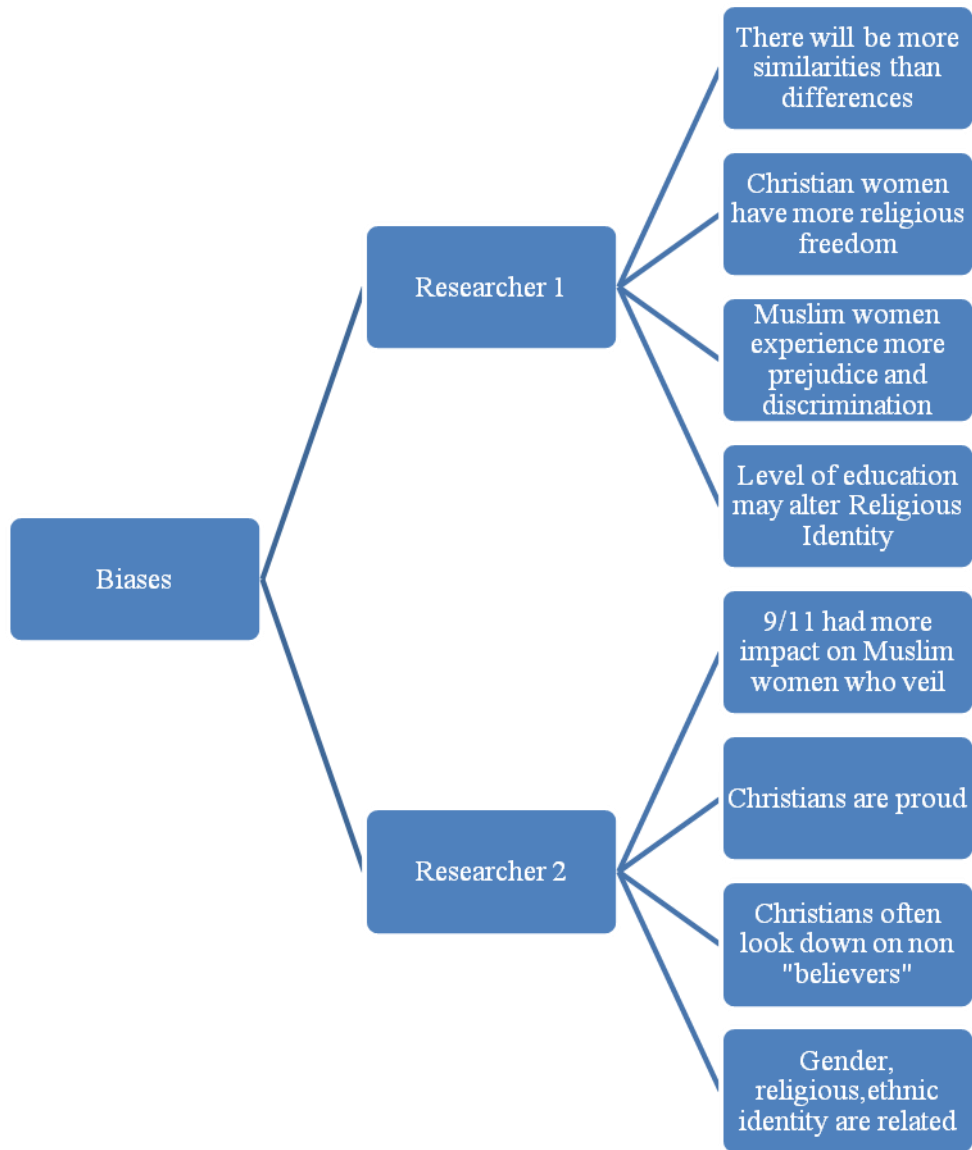 Biases
Researcher 1
There will be more
similarities than
differences
Christian women
have more religious
freedom
Muslim women
experience more
prejudice and
discrimination
Level of education
may alter Religious
Identity
Researcher 2
9/11 had more
impact on Muslim
women who veil
Christians are proud
Christians often
look down on non
"believers"
Gender,
religious,ethnic
identity are related